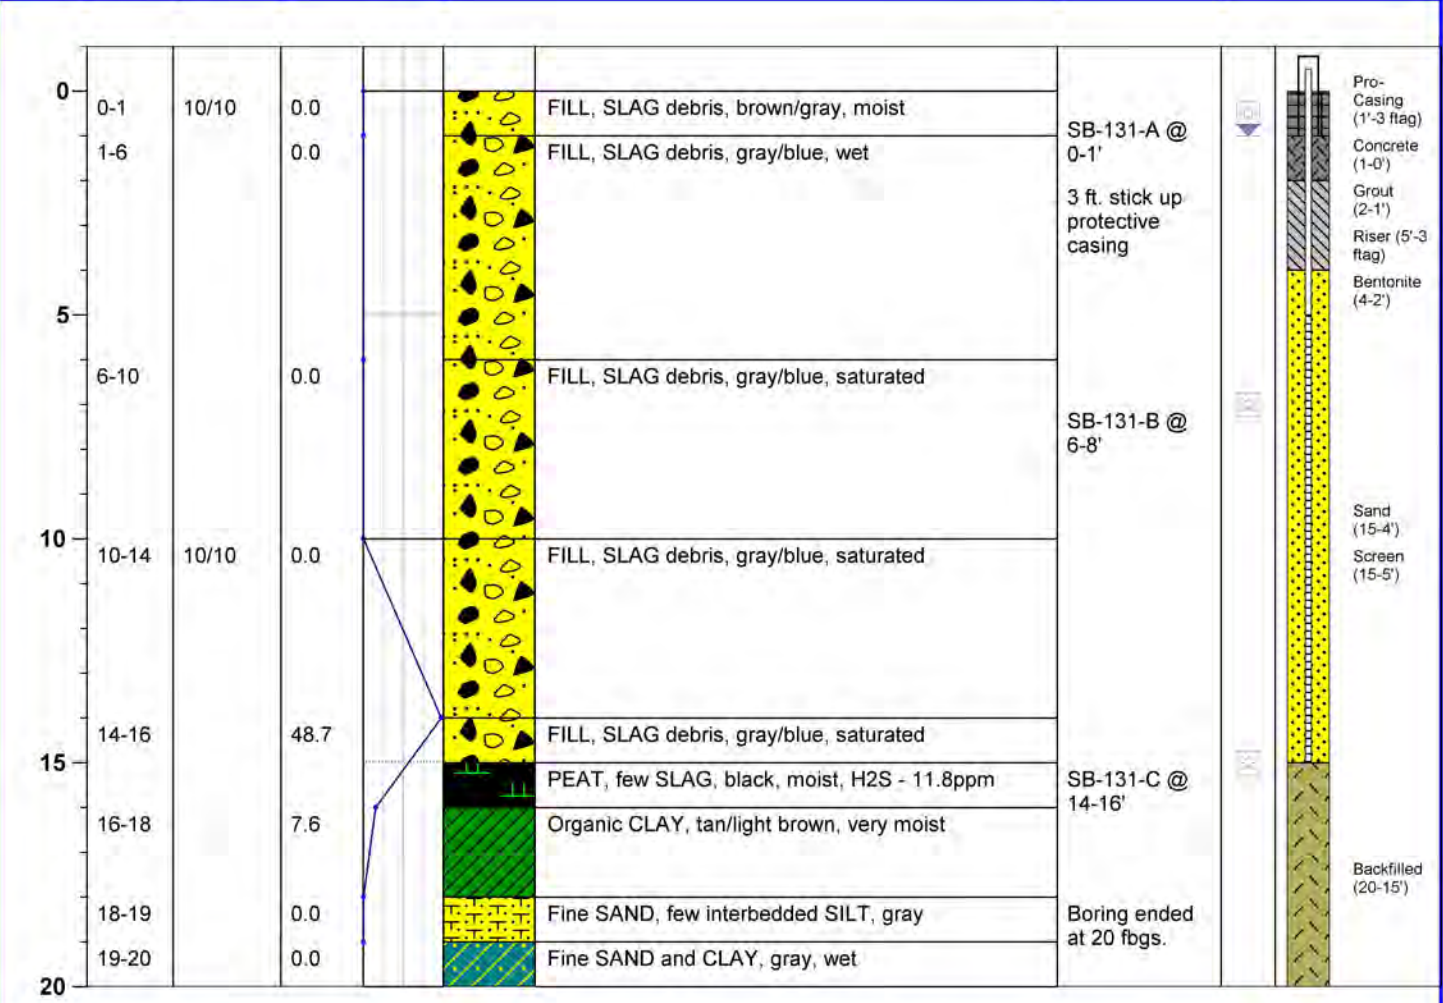 0
0-1 10/10 0.0 FILL, SLAG debris, brown/gray, moist
1-6 0.0 FILL, SLAG debris, gray/blue, wet
SB-131-A @
0-1'
3 ft. stick up
protective
casing
Pro-
Casing
(1'-3 ftag)
Concrete
(1-0')
Grout
(2-1')
Riser (5'-3
ftag)
Bentonite
(4-2')
5
6-10 0.0 FILL, SLAG debris, gray/blue, saturated
SB-131-B @
6-8'
10
10-14 10/10 0.0 FILL, SLAG debris, gray/blue, saturated
Sand
(15-4')
Screen
(15-5')
14-16 48.7 FILL, SLAG debris, gray/blue, saturated
15
PEAT, few SLAG, black, moist, H2S - 11.8ppm
SB-131-C @
14-16'
16-18 7.6 Organic CLAY, tan/light brown, very moist
Backfilled
(20-15')
18-19 0.0 Fine SAND, few interbedded SILT, gray
Boring ended
at 20 fbgs.
19-20 0.0 Fine SAND and CLAY, gray, wet
20